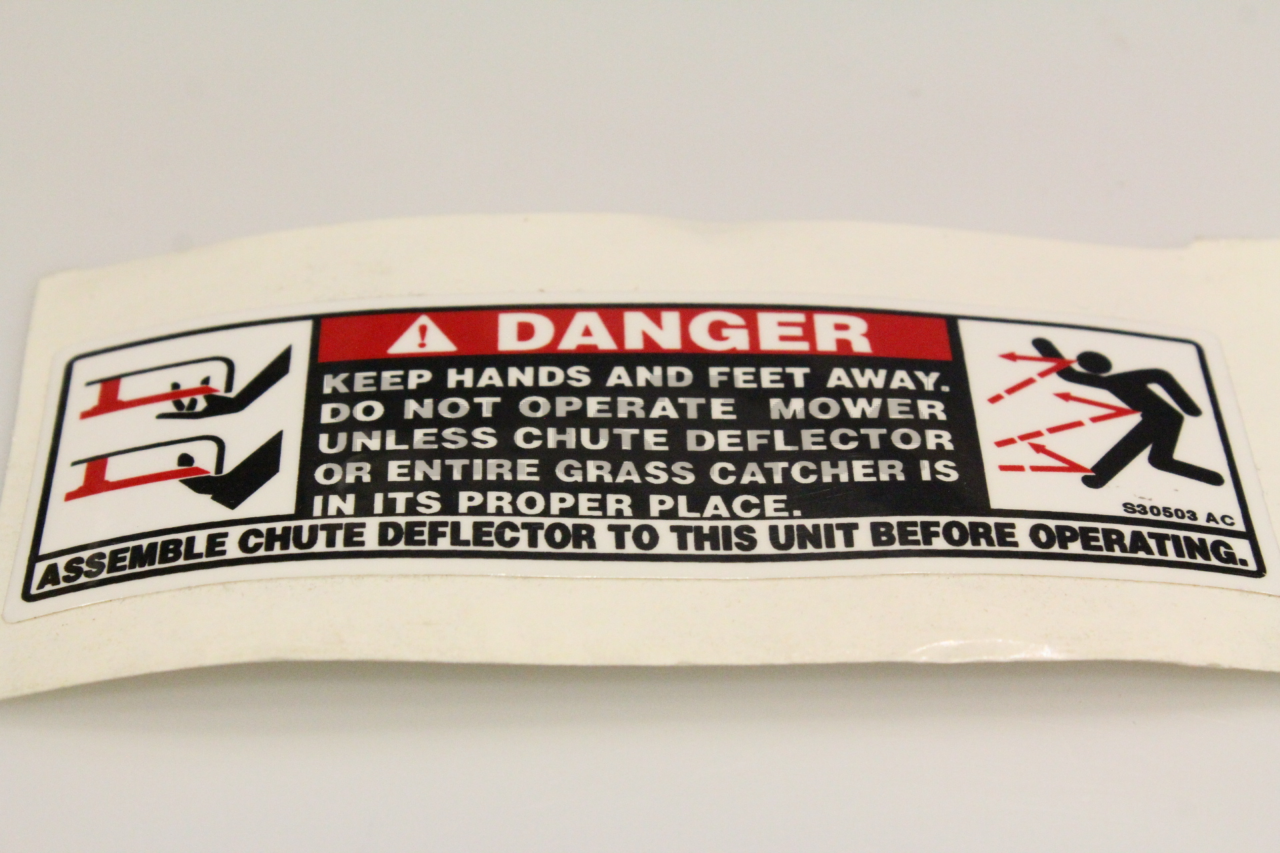 DANGER
KEEP HANDS AND FEET AWAY.
DO NOT OPERATE MOWER
UNLESS CHUTE DEFLECTOR
OR ENTIRE GRASS CATCHER IS
IN ITS PROPER PLACE.
S30503 AC
ASSEMBLE CHUTE DEFLECTOR TO THIS UNIT BEFORE OPERATING.